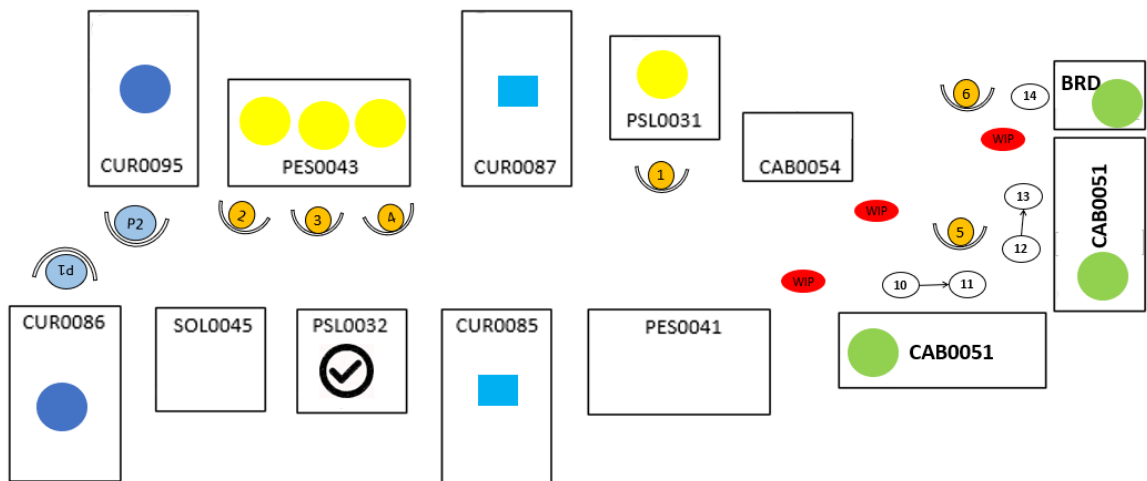 CUR0095
PES0043
CUR0087
PSL0031
CAB0054
6
14
BRD
WIP
1
2
3
4
P2
P1
WIP
5
13
12
CAB0051
WIP
10
11
CUR0086
SOL0045
PSL0032
CUR0085
PES0041
CAB0051